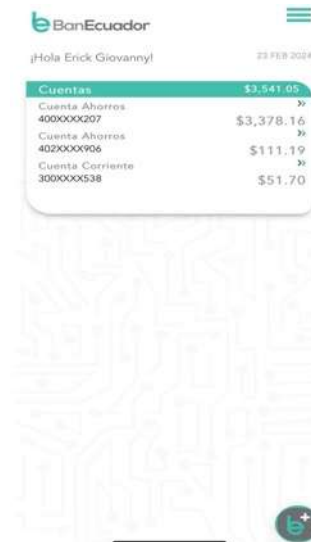 BanEcuador
¡Hola Erick Giovanny!
23 FEB 2024
Cuentas $3,541.05
Cuenta Ahorros »
400XXXX207 $3,378.16
Cuenta Ahorros »
402XXXX906 $111.19
Cuenta Corriente »
300XXXX538 $51.70